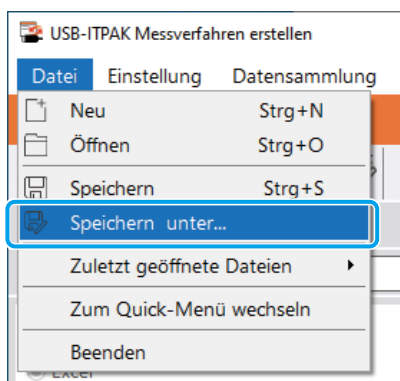 USB-ITPAK Messverfahren erstellen
Datei Einstellung Datensammlung
Neu Strg+N
Öffnen Strg+O
Speichern Strg+S
Speichern unter...
Zuletzt geöffnete Dateien
Zum Quick-Menü wechseln
Beenden
Excel